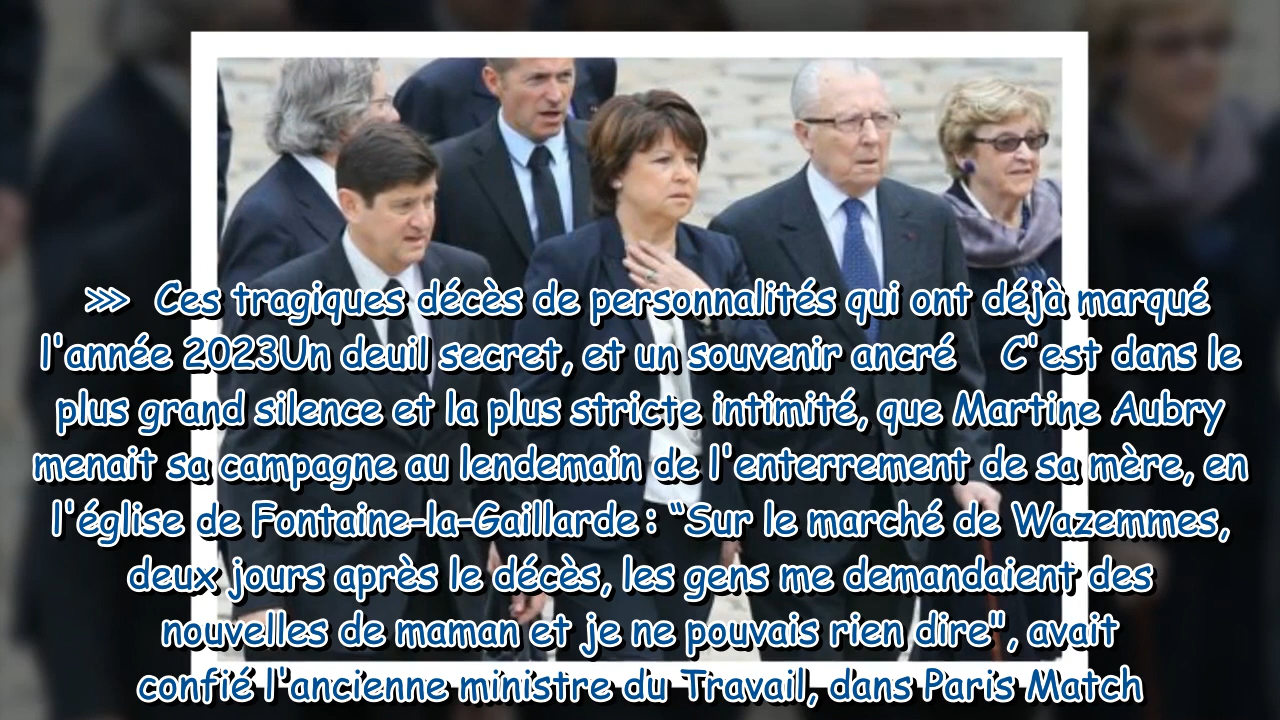 >>> Ces tragiques décès de personnalités qui ont déjà marqué
l'année 2023Un deuil secret, et un souvenir ancré C'est dans le
plus grand silence et la plus stricte intimité, que Martine Aubry
menait sa campagne au lendemain de l'enterrement de sa mère, en
l'église de Fontaine-la-Gaillarde : “Sur le marché de Wazemmes,
deux jours après le décès, les gens me demandaient des
nouvelles de maman et je ne pouvais rien dire", avait
confié l'ancienne ministre du Travail, dans Paris Match